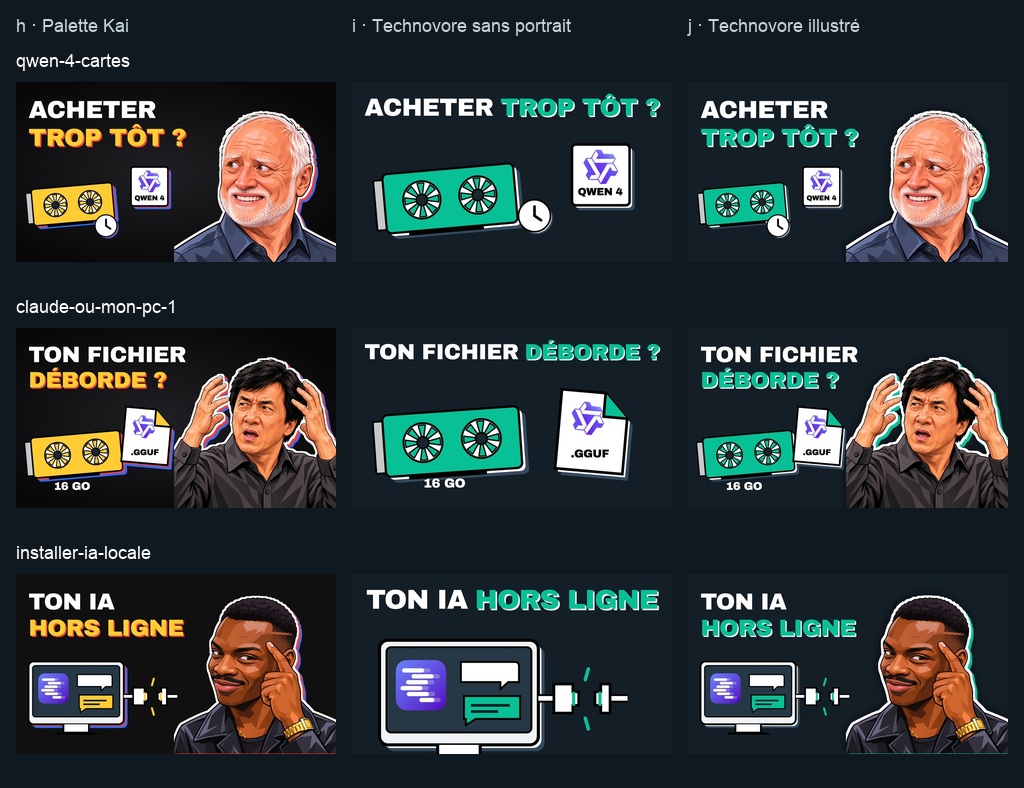 h · Palette Kai
i · Technovore sans portrait
j · Technovore illustré
qwen-4-cartes
ACHETER
TROP TÔT ?
QWEN 4
ACHETER TROP TÔT ?
QWEN 4
ACHETER
TROP TÔT ?
QWEN 4
claude-ou-mon-pc-1
TON FICHIER
DÉBORDE ?
.GGUF
16 GO
TON FICHIER DÉBORDE ?
.GGUF
16 GO
TON FICHIER
DÉBORDE ?
.GGUF
16 GO
installer-ia-locale
TON IA
HORS LIGNE
TON IA HORS LIGNE
TON IA
HORS LIGNE